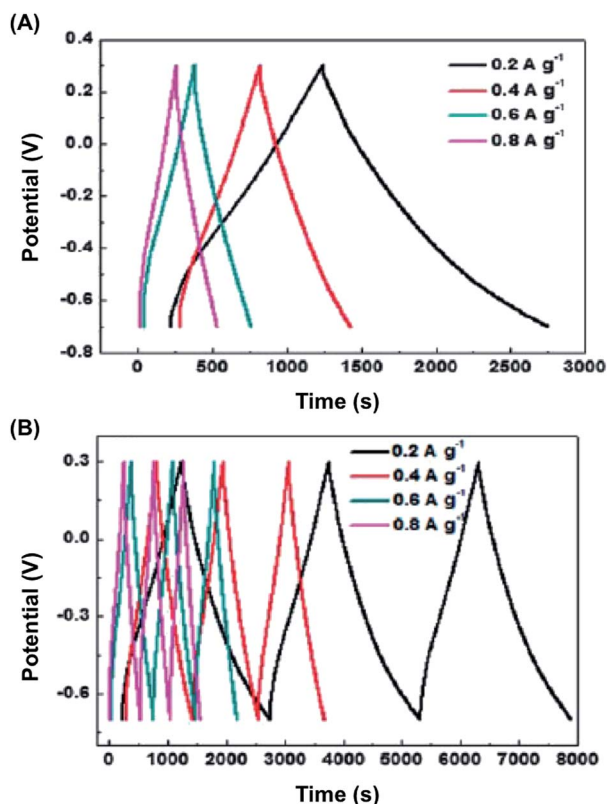 (A)
0.4
0.2 A g⁻¹
0.4 A g⁻¹
0.2
0.6 A g⁻¹
0.8 A g⁻¹
0.0
Potential (V)
-0.2
-0.4
-0.6
-0.8
0 500 1000 1500 2000 2500 3000
Time (s)
(B)
0.2 A g⁻¹
0.3
0.4 A g⁻¹
0.6 A g⁻¹
0.8 A g⁻¹
0.0
Potential (V)
-0.3
-0.6
0 1000 2000 3000 4000 5000 6000 7000 8000
Time (s)